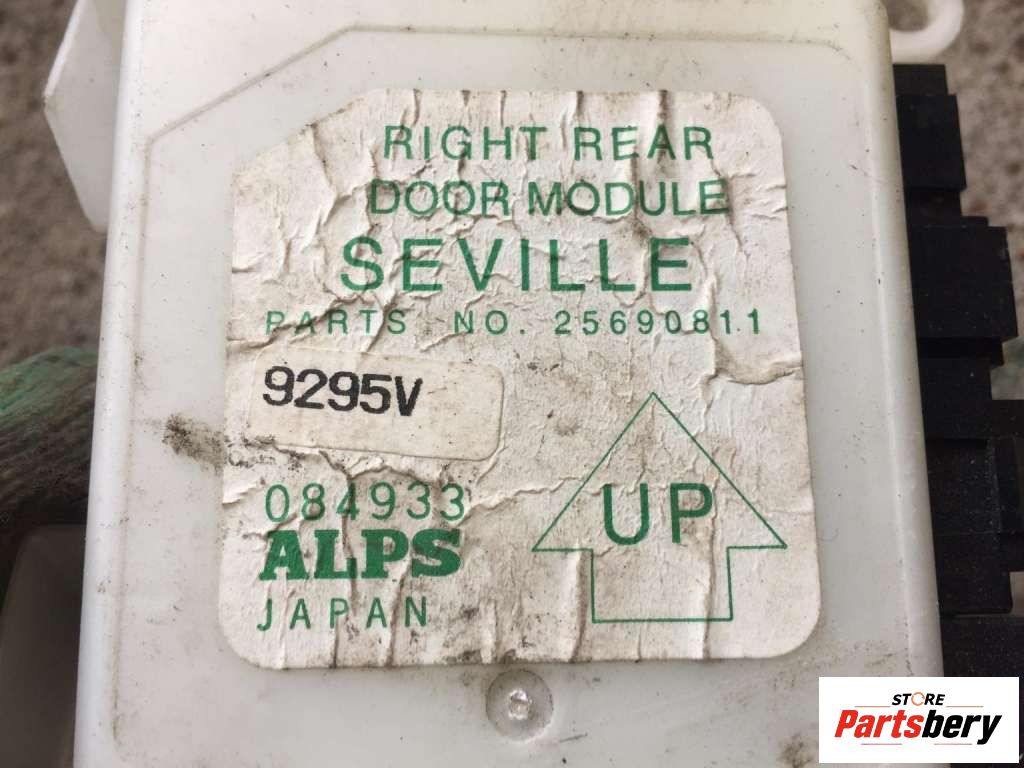 RIGHT REAR
DOOR MODULE
SEVILLE
PARTS NO. 25690811
9295V
084933
ALPS
JAPAN
UP
STORE
Partsbery